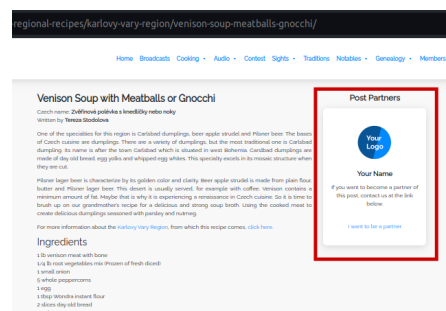 -regional-recipes/karlovy-vary-region/venison-soup-meatballs-gnocchi/
Home Broadcasts Cooking Audio Contest Sights Traditions Notables Genealogy Members
Venison Soup with Meatballs or Gnocchi
Czech name: Zvěřinová polévka s knedlíčky nebo noky
Written by Tereza Stodolova
One of the specialties for this region is Carlsbad dumplings, beer apple strudel and Pilsner beer. The bases
of Czech cuisine are dumplings. There are a variety of dumplings, but the most traditional one is Carlsbad
dumpling. Its name is after the town Carlsbad which is situated in west Bohemia. Carslbad dumplings are
made of day old bread, egg yolks and whipped egg whites. This specialty excels in its mosaic structure when
they are cut.
Pilsner lager beer is characterize by its golden color and clarity. Beer apple strudel is made from plain flour,
butter and Pilsner lager beer. This desert is usually served, for example with coffee. Venison contains a
minimum amount of fat. Maybe that is why it is experiencing a renaissance in Czech cuisine. So it is time to
brush up on our grandmother's recipe for a delicious and strong soup broth. Using the cooked meat to
create delicious dumplings seasoned with parsley and nutmeg.
For more information about the Karlovy Vary Region, from which this recipe comes, click here.
Ingredients
1 lb venison meat with bone
1/4 lb root vegetables mix (Frozen of fresh diced)
1 small onion
5 whole peppercorns
1 egg
1 tbsp Wondra instant flour
2 slices day old bread
Post Partners
Your
Logo
Your Name
If you want to become a partner of
this post, contact us at the link
below.
I want to be a partner